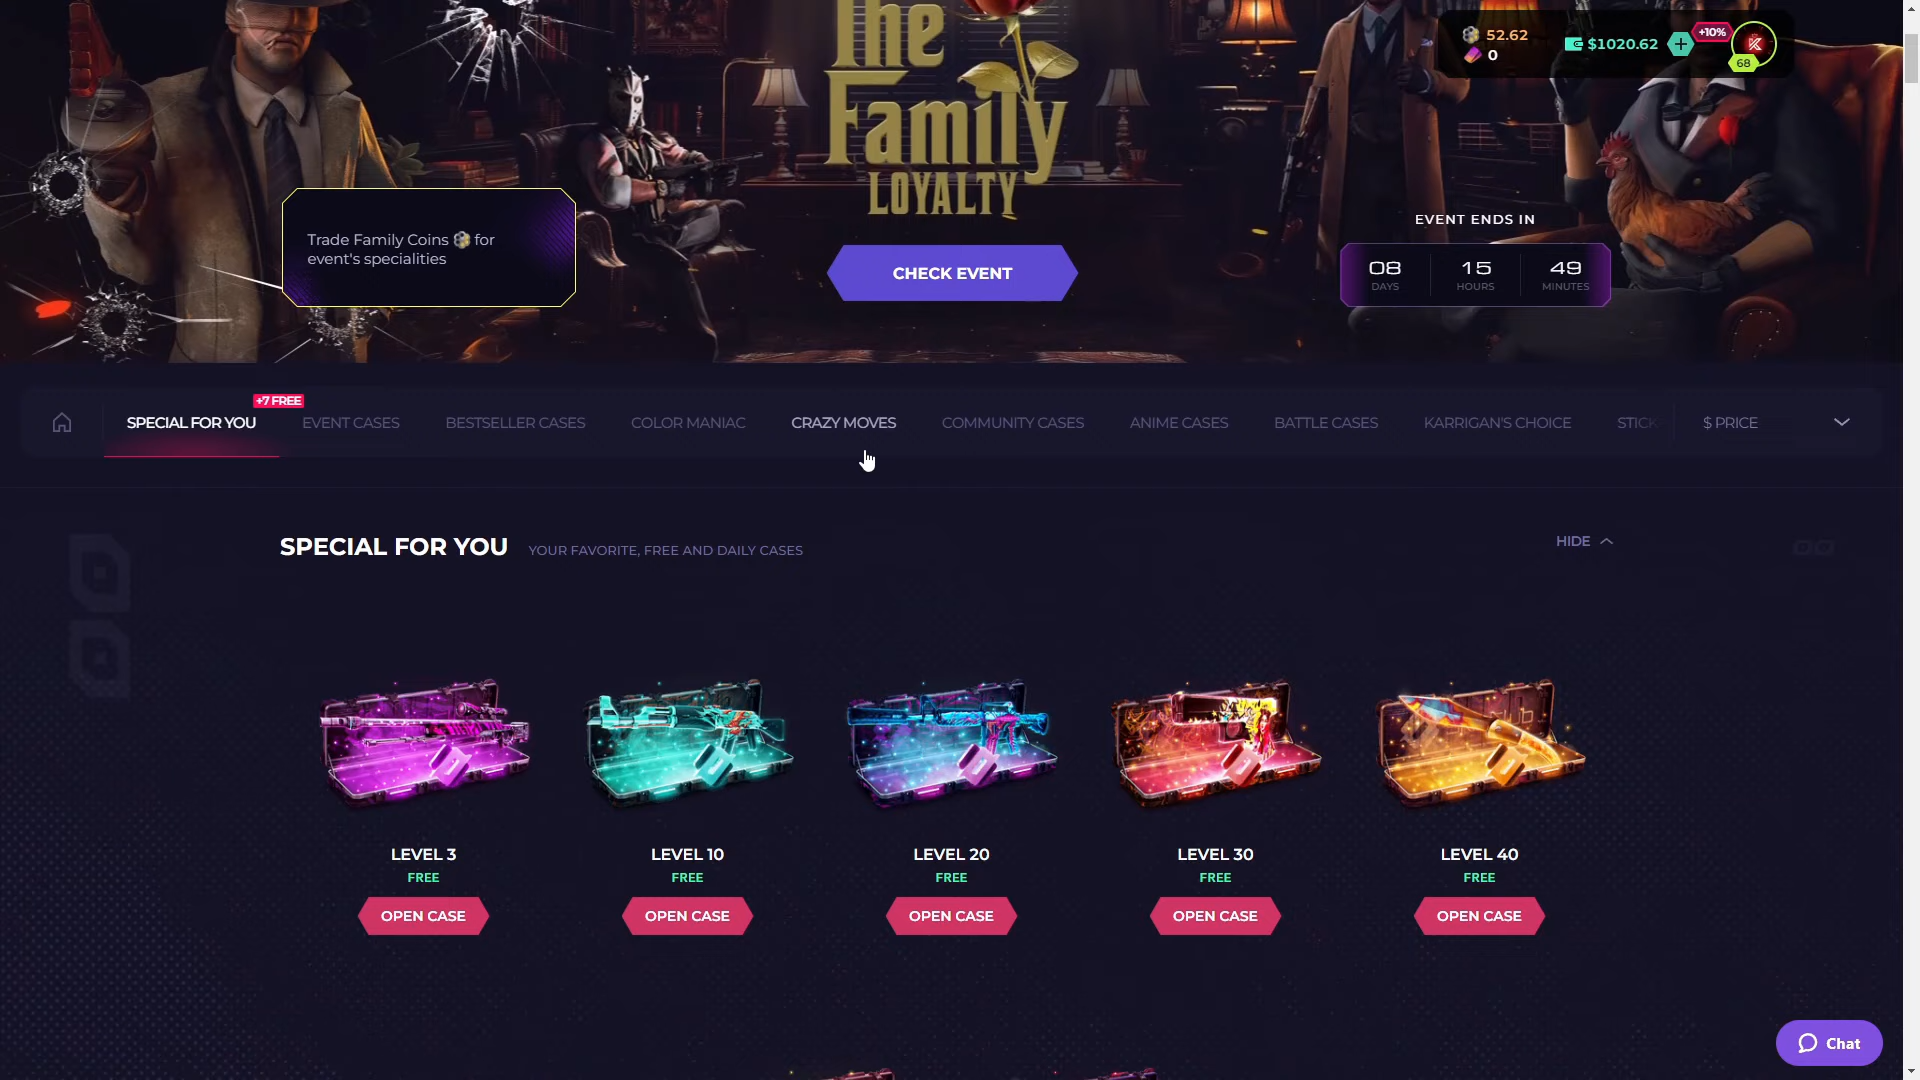 The
Family
LOYALTY
52.62
0
$1020.62
+10%
68
Trade Family Coins for
event's specialities
CHECK EVENT
EVENT ENDS IN
08 15 49
DAYS HOURS MINUTES
+7 FREE
SPECIAL FOR YOU EVENT CASES BESTSELLER CASES COLOR MANIAC CRAZY MOVES COMMUNITY CASES ANIME CASES BATTLE CASES KARRIGAN'S CHOICE STICK $ PRICE
SPECIAL FOR YOU YOUR FAVORITE, FREE AND DAILY CASES HIDE
LEVEL 3 LEVEL 10 LEVEL 20 LEVEL 30 LEVEL 40
FREE FREE FREE FREE FREE
OPEN CASE OPEN CASE OPEN CASE OPEN CASE OPEN CASE
Chat